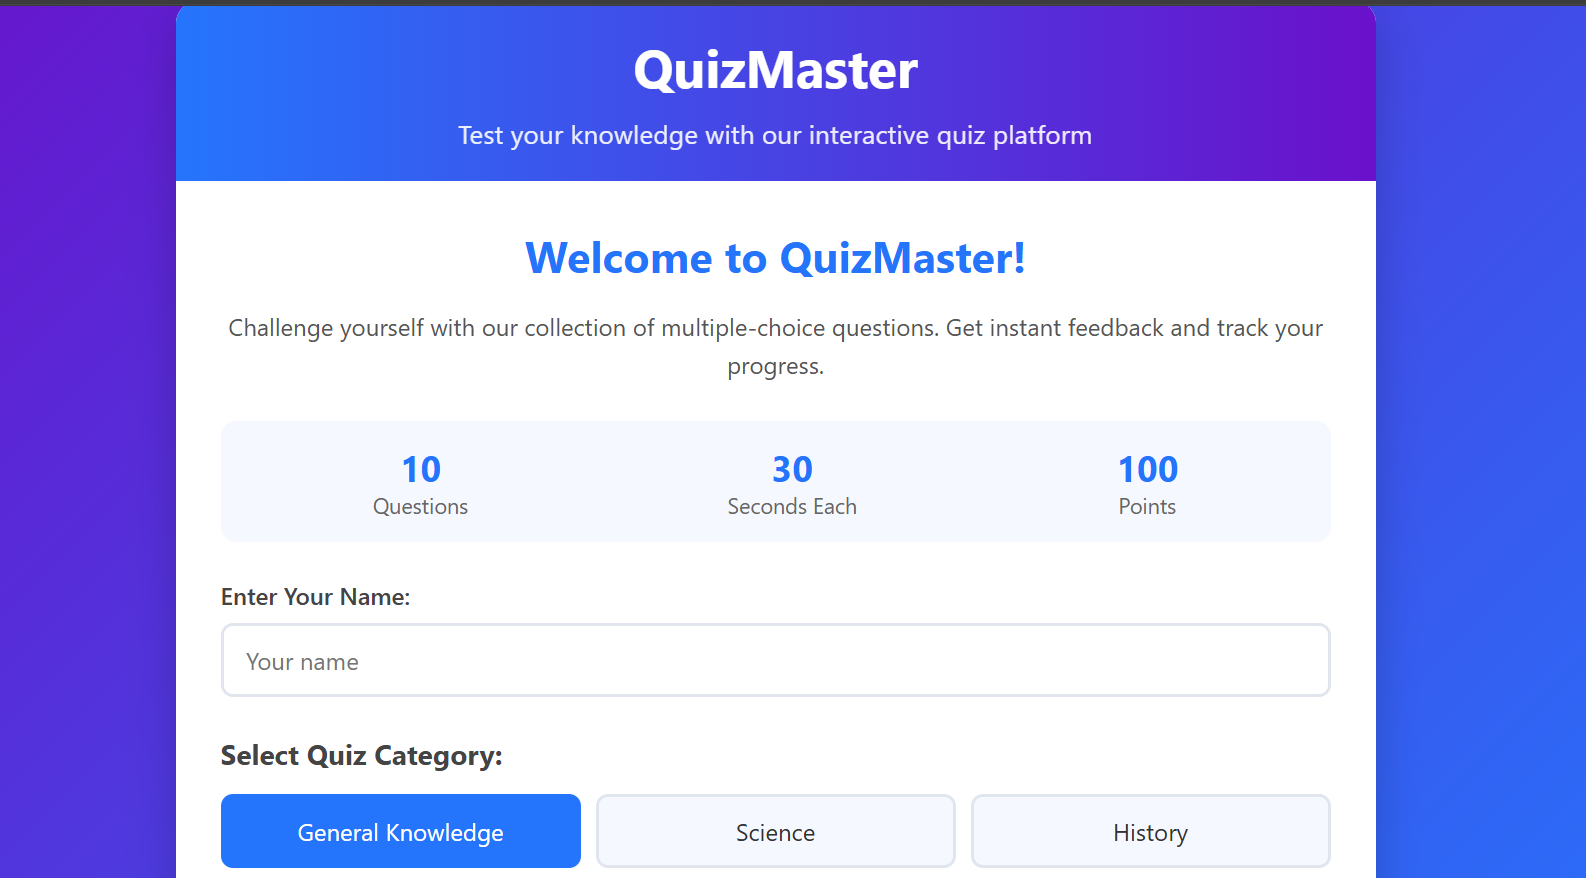 QuizMaster
Test your knowledge with our interactive quiz platform
Welcome to QuizMaster!
Challenge yourself with our collection of multiple-choice questions. Get instant feedback and track your
progress.
10 30 100
Questions Seconds Each Points
Enter Your Name:
Your name
Select Quiz Category:
General Knowledge Science History